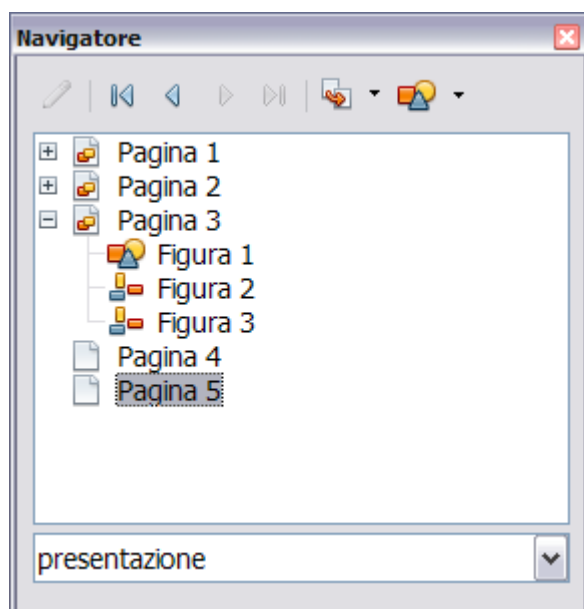 Navigatore
Pagina 1
Pagina 2
Pagina 3
Figura 1
Figura 2
Figura 3
Pagina 4
Pagina 5
presentazione